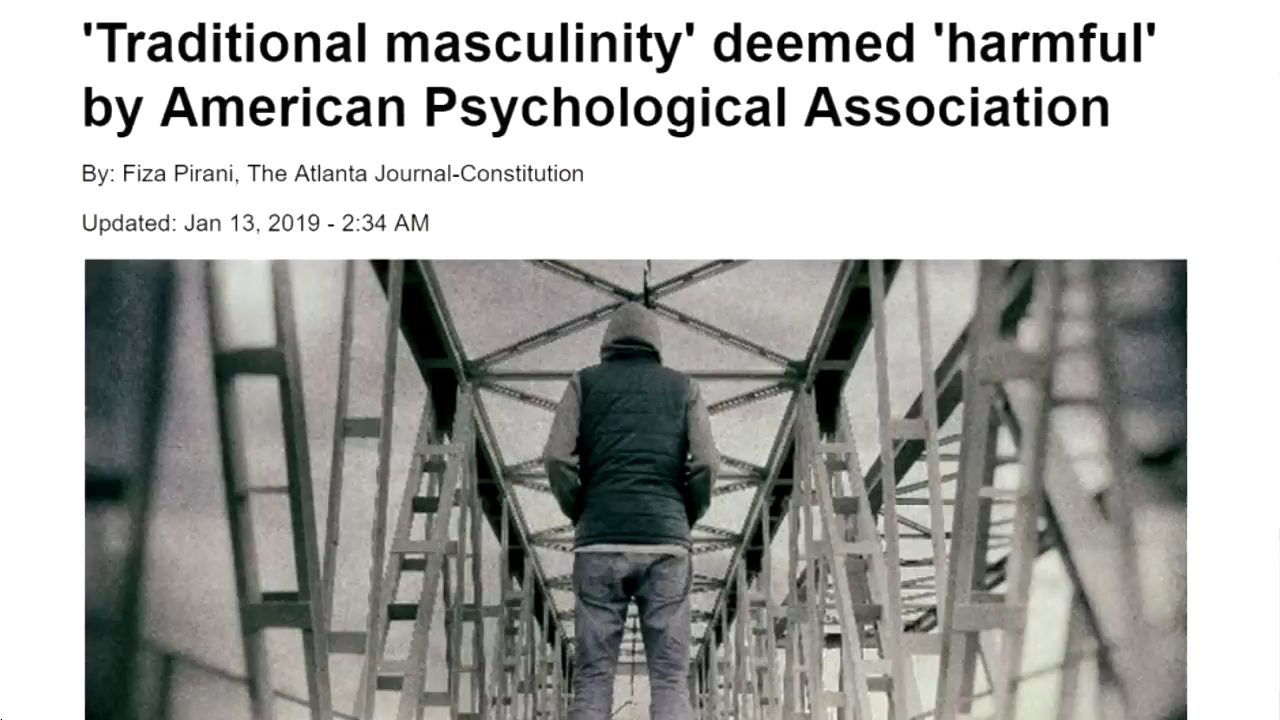 'Traditional masculinity' deemed 'harmful'
by American Psychological Association
By: Fiza Pirani, The Atlanta Journal-Constitution
Updated: Jan 13, 2019 - 2:34 AM